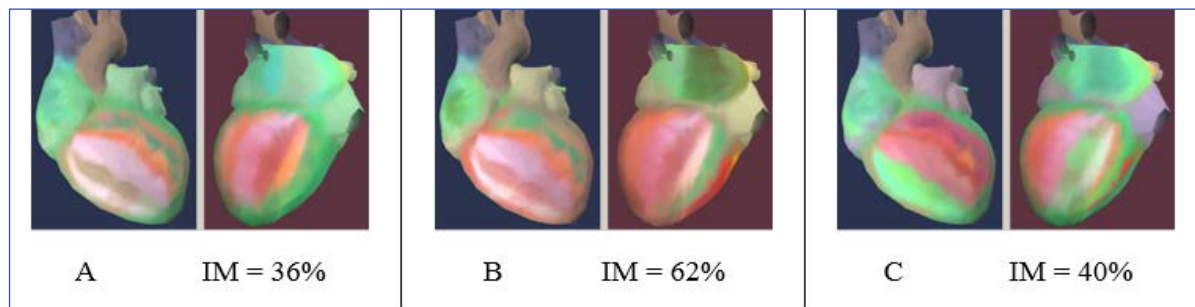 A IM = 36%
B IM = 62%
C IM = 40%